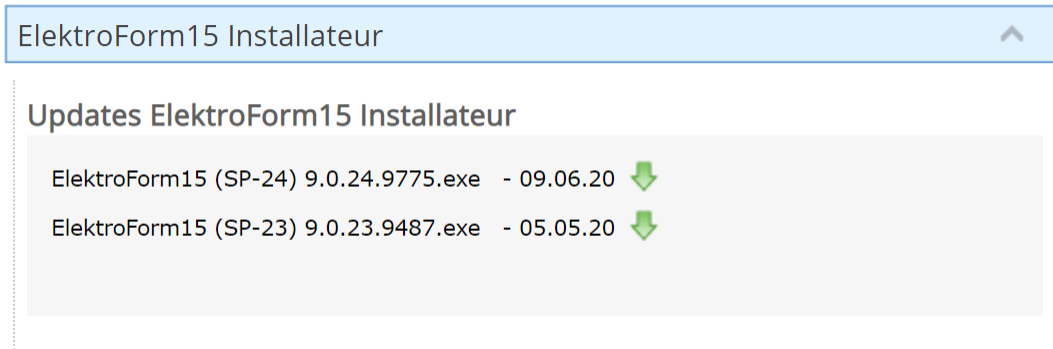 ElektroForm15 Installateur
Updates ElektroForm15 Installateur
ElektroForm15 (SP-24) 9.0.24.9775.exe - 09.06.20
ElektroForm15 (SP-23) 9.0.23.9487.exe - 05.05.20